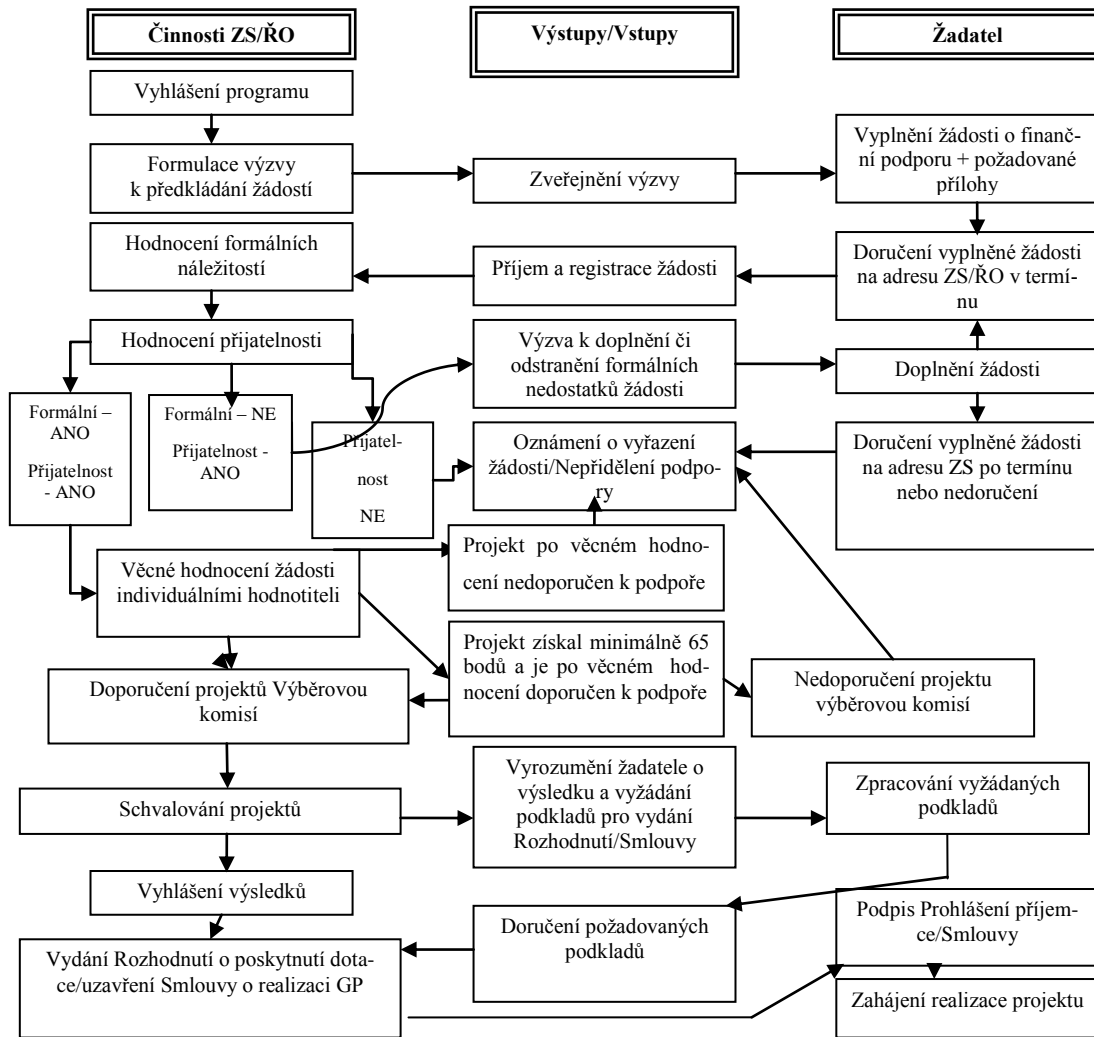 Činnosti ZS/ŘO
Výstupy/Vstupy
Žadatel
Vyhlášení programu
Formulace výzvy
k předkládání žádostí
Zveřejnění výzvy
Vyplnění žádosti o finanč-
ní podporu + požadované
přílohy
Hodnocení formálních
náležitostí
Příjem a registrace žádosti
Doručení vyplněné žádosti
na adresu ZS/ŘO v termí-
nu
Hodnocení přijatelnosti
Výzva k doplnění či
odstranění formálních
nedostatků žádosti
Doplnění žádosti
Formální –
ANO
Přijatelnost
- ANO
Formální – NE
Přijatelnost -
ANO
Přijatel-
nost
NE
Oznámení o vyřazení
žádosti/Nepřidělení podpo-
ry
Doručení vyplněné žádosti
na adresu ZS po termínu
nebo nedoručení
Věcné hodnocení žádosti
individuálními hodnotiteli
Projekt po věcném hodno-
cení nedoporučen k podpoře
Projekt získal minimálně 65
bodů a je po věcném hod-
nocení doporučen k podpoře
Doporučení projektů Výběrovou
komisí
Nedoporučení projektu
výběrovou komisí
Schvalování projektů
Vyrozumění žadatele o
výsledku a vyžádání
podkladů pro vydání
Rozhodnutí/Smlouvy
Zpracování vyžádaných
podkladů
Vyhlášení výsledků
Doručení požadovaných
podkladů
Podpis Prohlášení příjem-
ce/Smlouvy
Vydání Rozhodnutí o poskytnutí dota-
ce/uzavření Smlouvy o realizaci GP
Zahájení realizace projektu